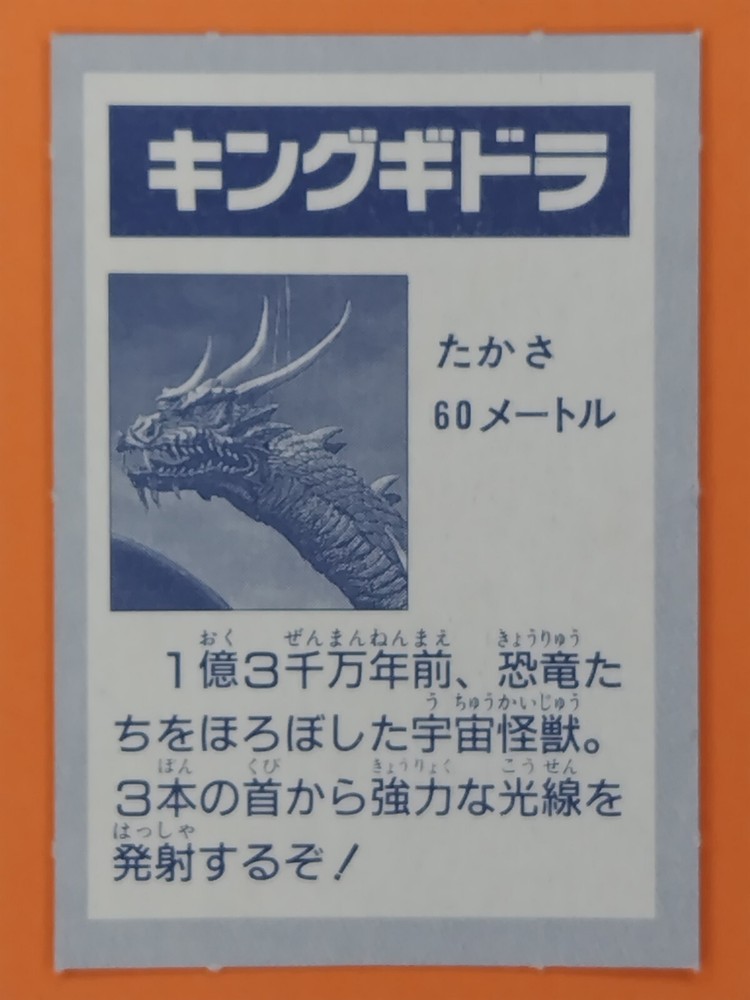 キングギドラ
たかさ
60メートル
おく ぜんまんねんまえ きょうりゅう
1億3千万年前、恐竜た
う ちゅうかいじゅう
ちをほろぼした宇宙怪獣。
ぼん くび きょうりょく こうせん
3本の首から強力な光線を
はっしゃ
発射するぞ！